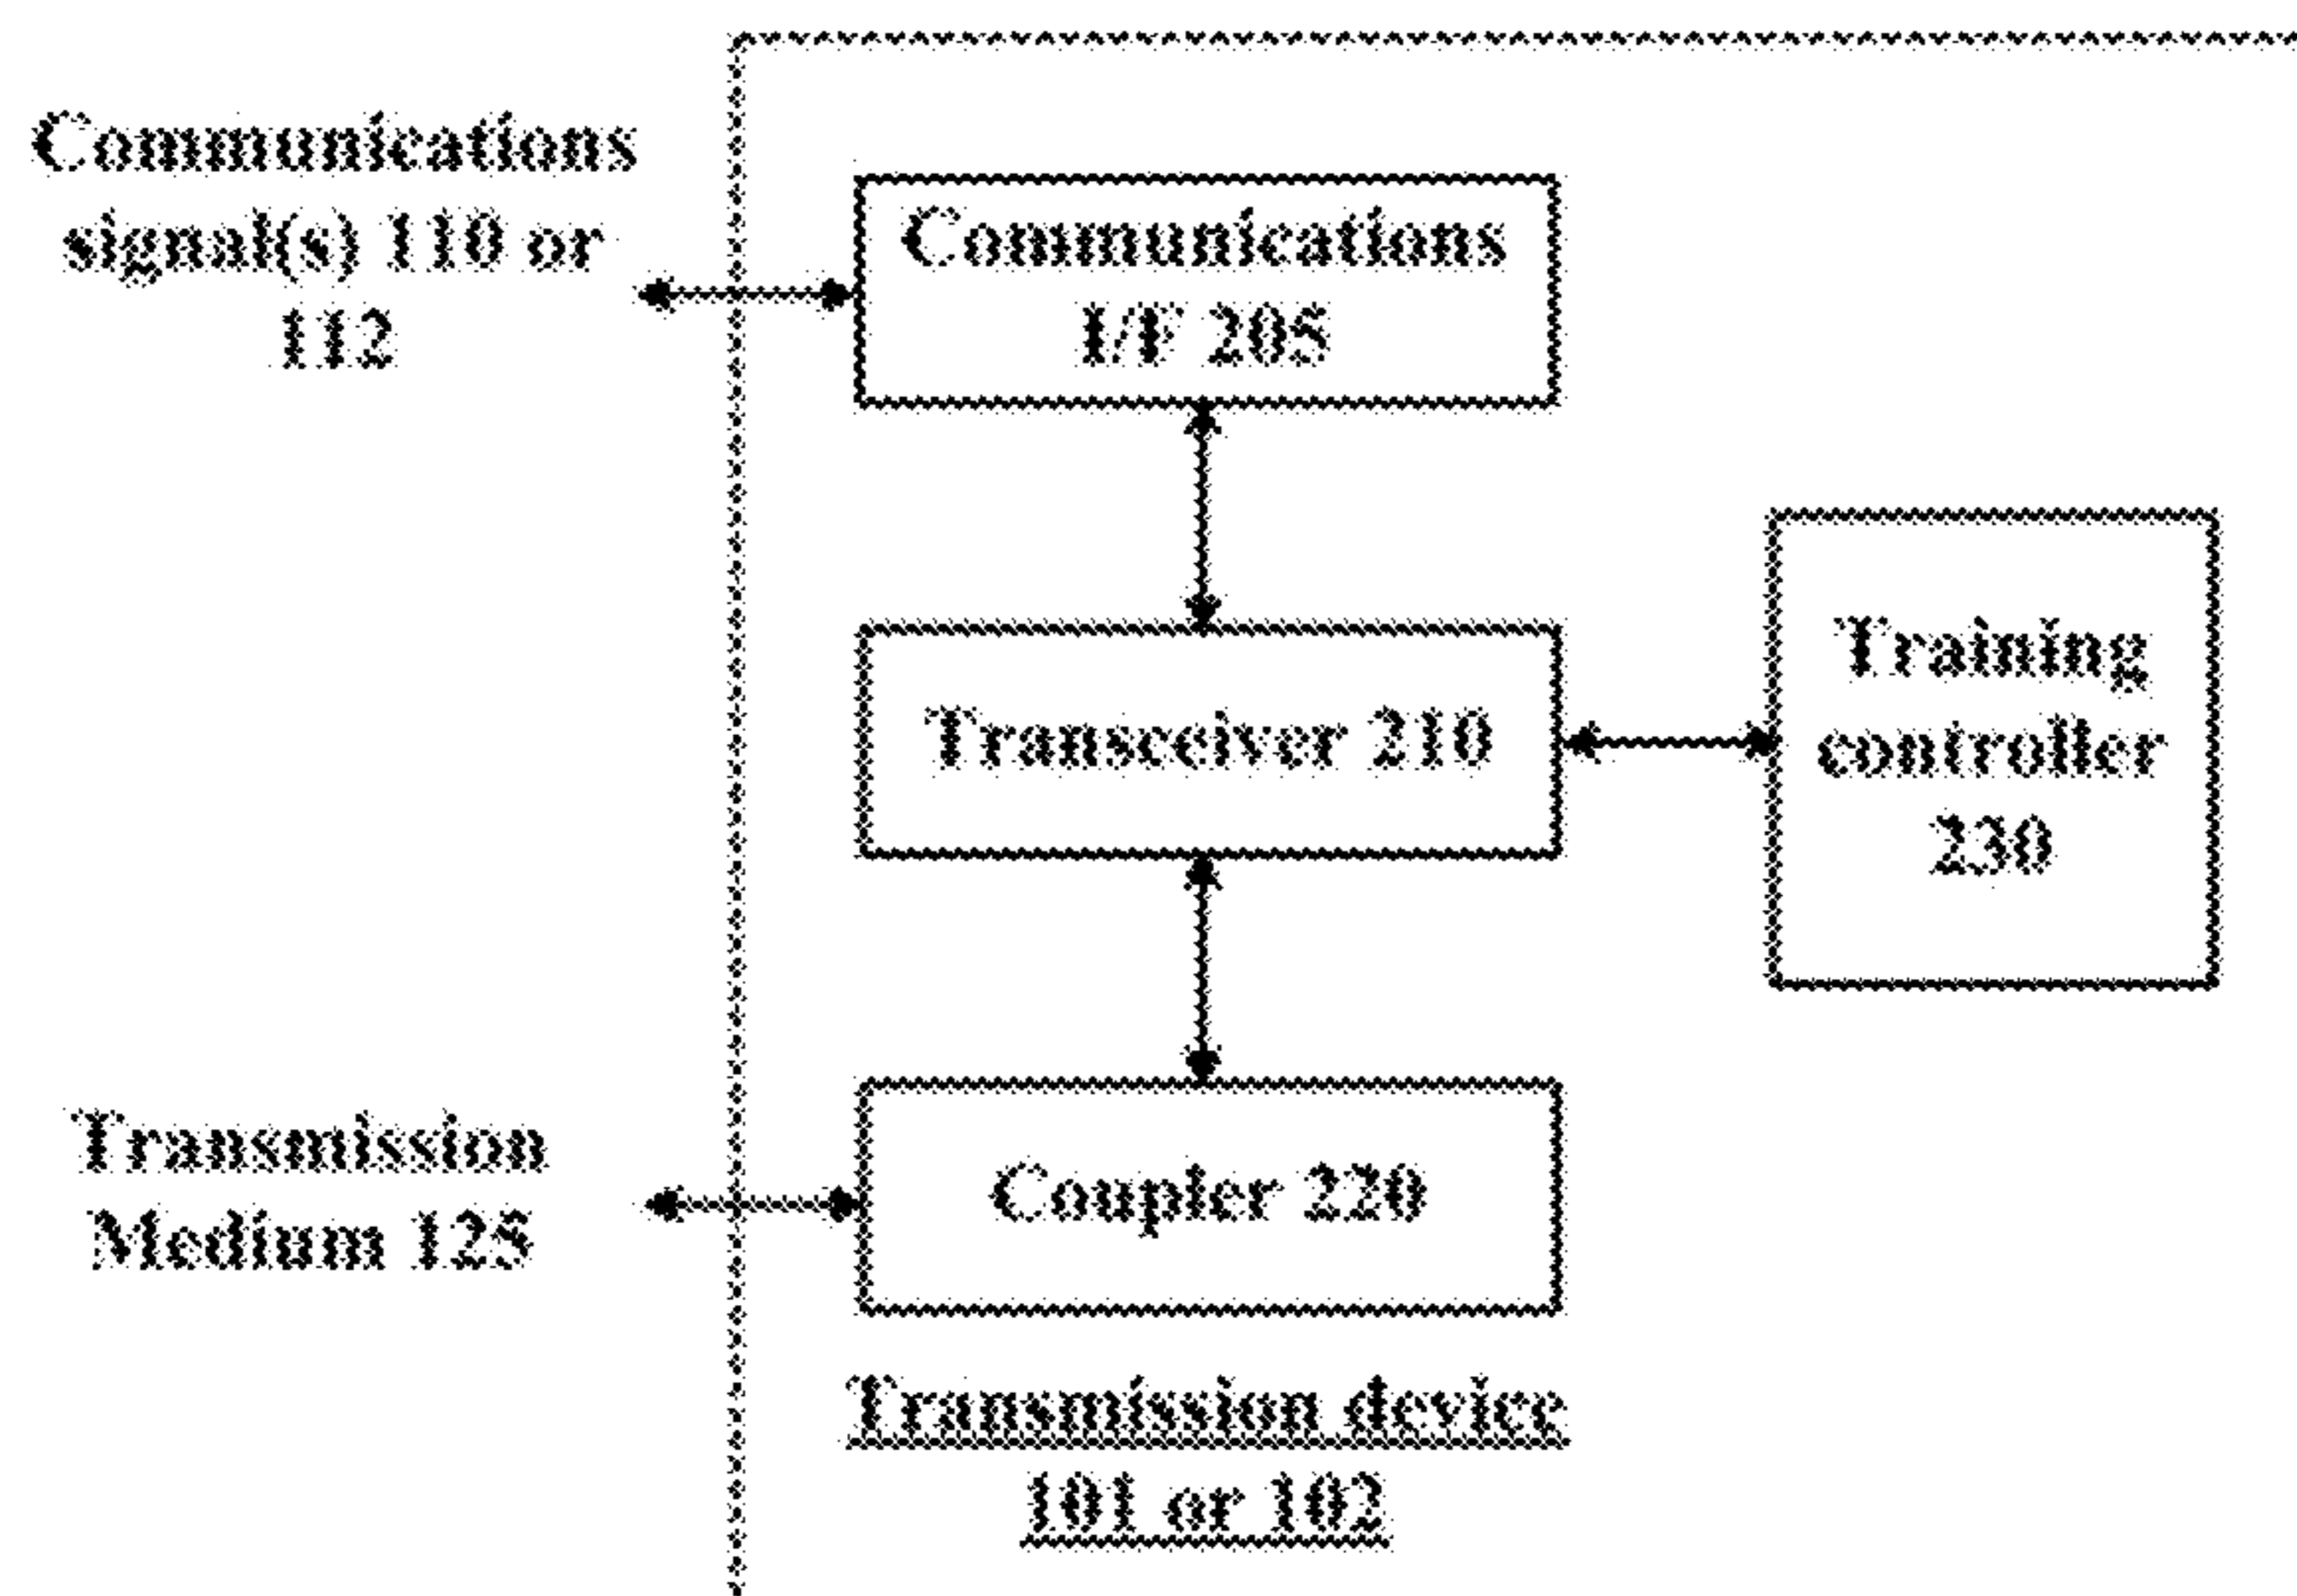 Communications
signal(s) 110 or
112
Communications
I/F 205
Transceiver 210
Training
controller
230
Transmission
Medium 125
Coupler 220
Transmission device
101 or 102